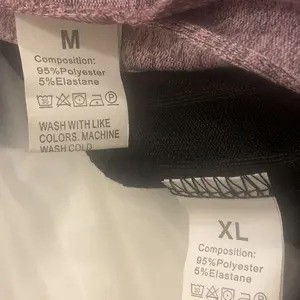 M
Composition:
95%Polyester
5%Elastane
WASH WITH LIKE
COLORS. MACHINE
WASH COLD.
XL
Composition:
95%Polyester
5%Elastane